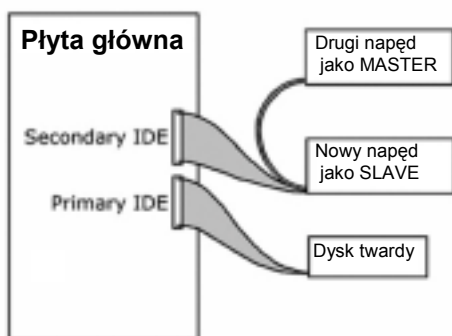 Płyta główna
Drugi napęd
jako MASTER
Secondary IDE
Nowy napęd
jako SLAVE
Primary IDE
Dysk twardy